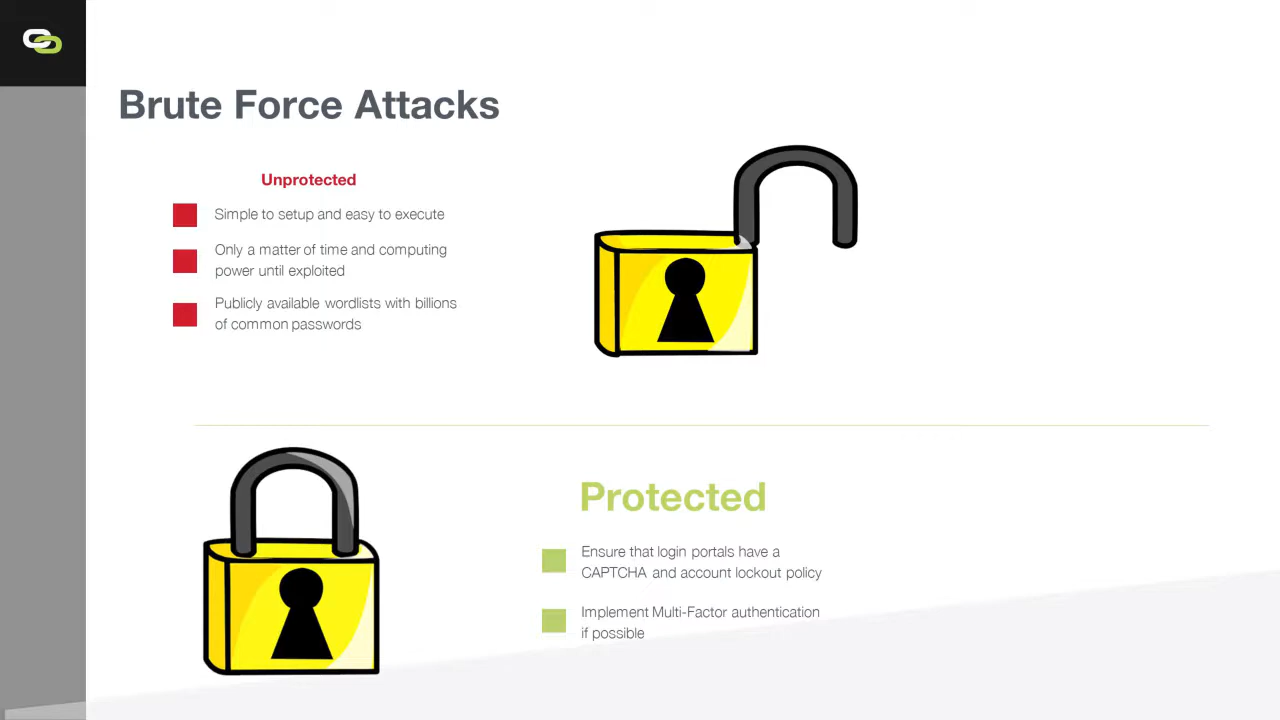 Brute Force Attacks
Unprotected
Simple to setup and easy to execute
Only a matter of time and computing
power until exploited
Publicly available wordlists with billions
of common passwords
Protected
Ensure that login portals have a
CAPTCHA and account lockout policy
Implement Multi-Factor authentication
if possible